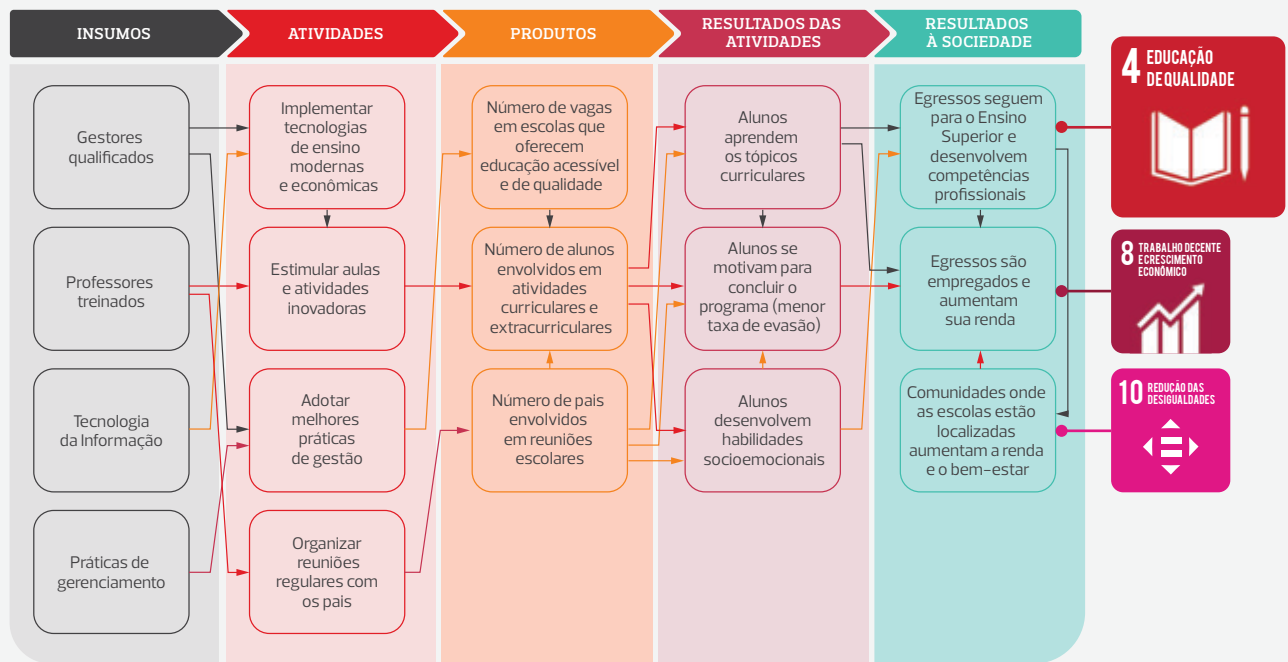 INSUMOS
ATIVIDADES
PRODUTOS
RESULTADOS DAS
ATIVIDADES
RESULTADOS
À SOCIEDADE
Gestores
qualificados
Professores
treinados
Tecnologia
da Informação
Práticas de
gerenciamento
Implementar
tecnologias
de ensino
modernas
e econômicas
Estimular aulas
e atividades
inovadoras
Adotar
melhores
práticas
de gestão
Organizar
reuniões
regulares com
os pais
Número de vagas
em escolas que
oferecem
educação acessível
e de qualidade
Número de alunos
envolvidos em
atividades
curriculares e
extracurriculares
Número de pais
envolvidos
em reuniões
escolares
Alunos
aprendem
os tópicos
curriculares
Alunos se
motivam para
concluir o
programa (menor
taxa de evasão)
Alunos
desenvolvem
habilidades
socioemocionais
Egressos seguem
para o Ensino
Superior e
desenvolvem
competências
profissionais
Egressos são
empregados e
aumentam
sua renda
Comunidades onde
as escolas estão
localizadas
aumentam a renda
e o bem-estar
4 EDUCAÇÃO
DE QUALIDADE
8 TRABALHO DECENTE
E CRESCIMENTO
ECONÔMICO
10 REDUÇÃO DAS
DESIGUALDADES